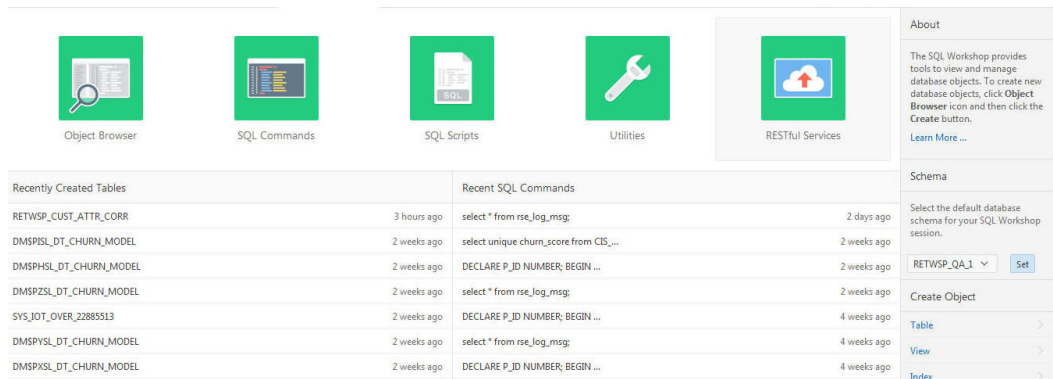 SQL
Object Browser
SQL Commands
SQL Scripts
Utilities
RESTful Services
Recently Created Tables
RETWSP_CUST_ATTR_CORR 3 hours ago
DM$PISL_DT_CHURN_MODEL 2 weeks ago
DM$PHSL_DT_CHURN_MODEL 2 weeks ago
DM$PZSL_DT_CHURN_MODEL 2 weeks ago
SYS_IOT_OVER_22885513 2 weeks ago
DM$PYSL_DT_CHURN_MODEL 2 weeks ago
DM$PXSL_DT_CHURN_MODEL 2 weeks ago
Recent SQL Commands
select * from rse_log_msg; 2 days ago
select unique churn_score from CIS_... 2 weeks ago
DECLARE P_ID NUMBER; BEGIN ... 2 weeks ago
select * from rse_log_msg; 2 weeks ago
DECLARE P_ID NUMBER; BEGIN ... 4 weeks ago
select * from rse_log_msg; 4 weeks ago
DECLARE P_ID NUMBER; BEGIN ... 4 weeks ago
About
The SQL Workshop provides
tools to view and manage
database objects. To create new
database objects, click Object
Browser icon and then click the
Create button.
Learn More ...
Schema
Select the default database
schema for your SQL Workshop
session.
RETWSP_QA_1 Set
Create Object
Table
View
Index